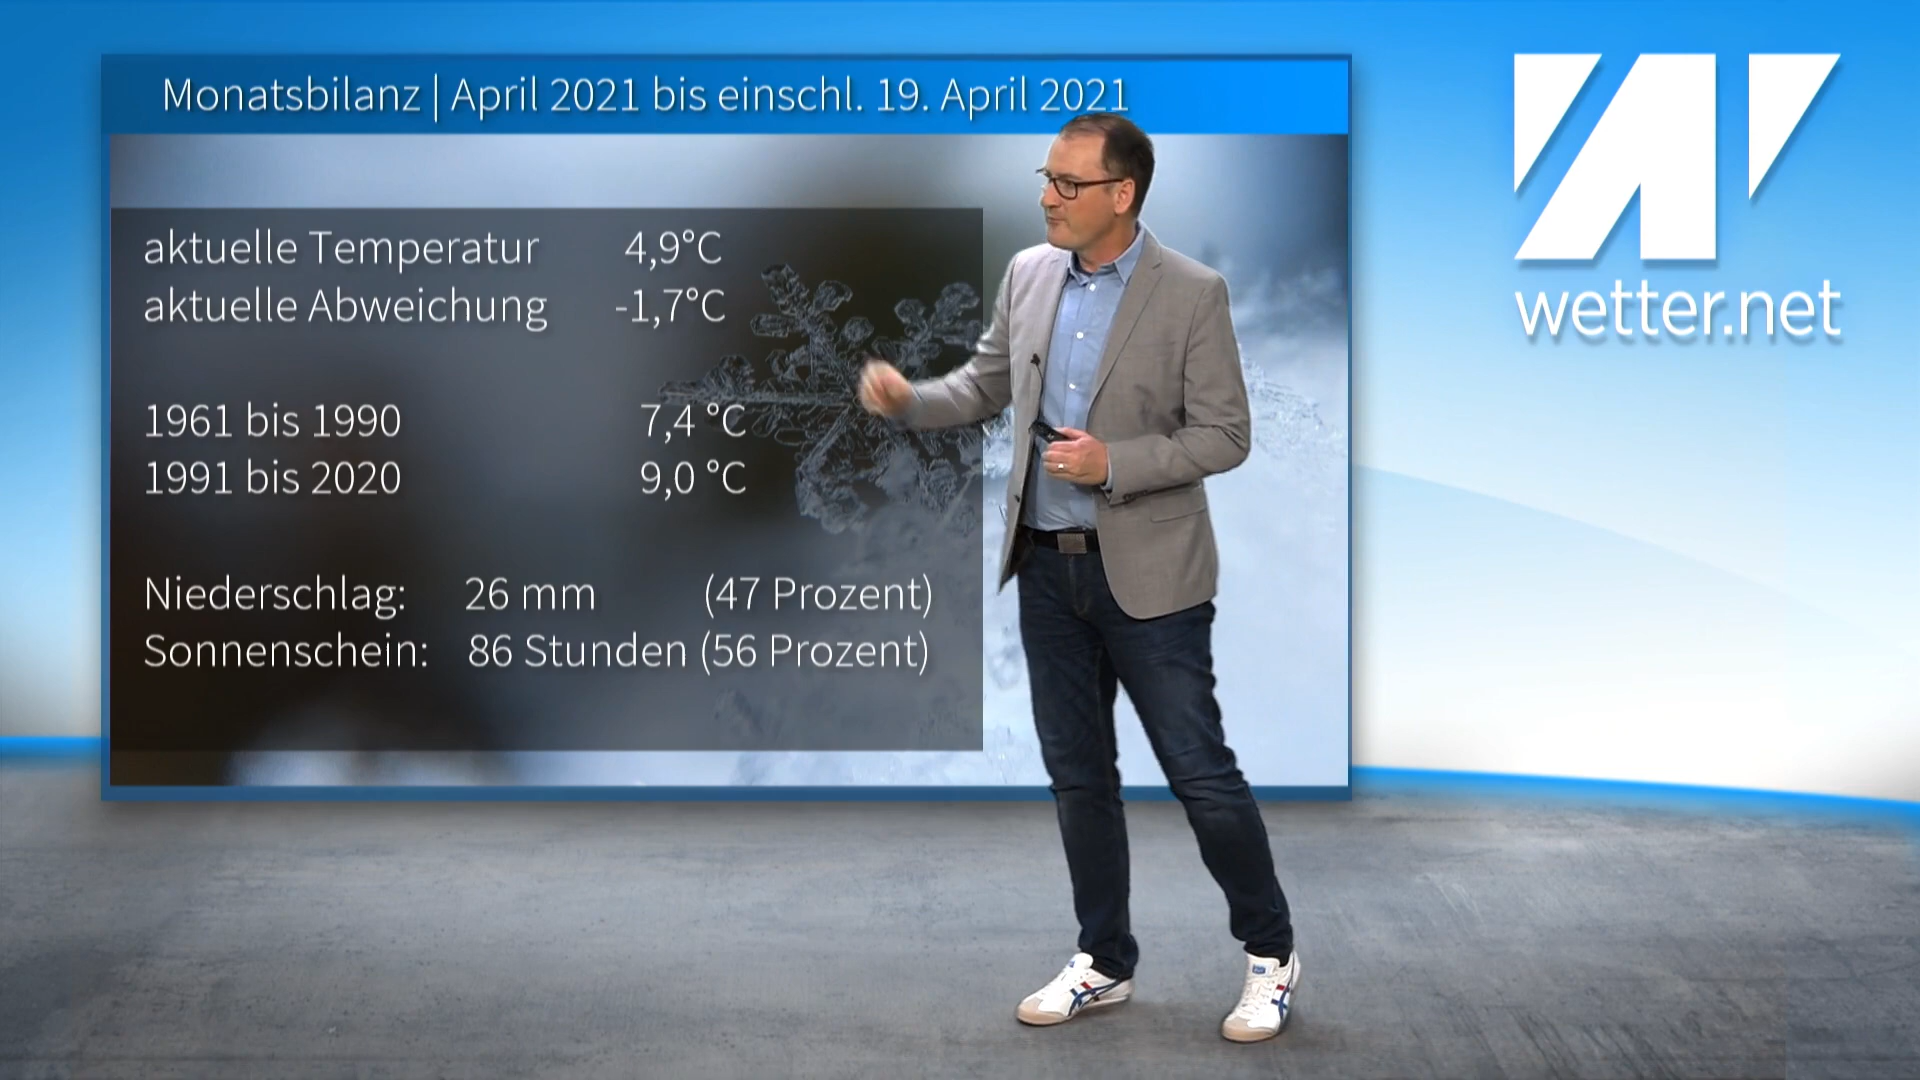 Monatsbilanz | April 2021 bis einschl. 19. April 2021
aktuelle Temperatur 4,9°C
aktuelle Abweichung -1,7°C
1961 bis 1990 7,4 °C
1991 bis 2020 9,0 °C
Niederschlag: 26 mm (47 Prozent)
Sonnenschein: 86 Stunden (56 Prozent)
wetter.net